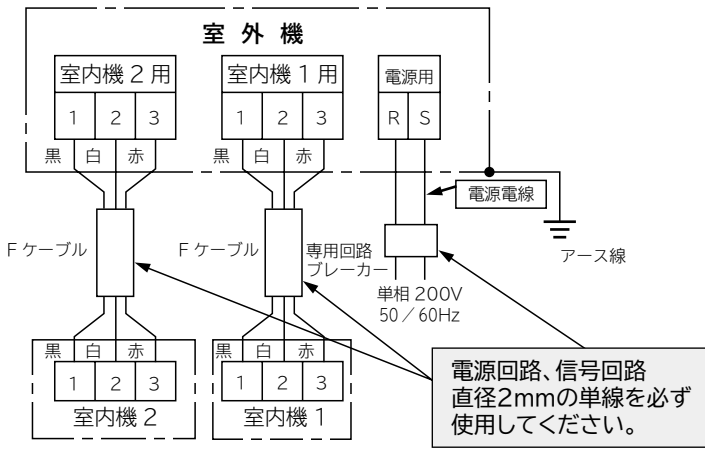 室 外 機
室内機 2 用
室内機 1 用
電源用
1 2 3
1 2 3
R S
黒 白 赤
黒 白 赤
電源電線
F ケーブル
F ケーブル
専用回路
ブレーカー
アース線
単相 200V
50／60Hz
黒 白 赤
黒 白 赤
1 2 3
1 2 3
室内機 2
室内機 1
電源回路、信号回路
直径2mmの単線を必ず
使用してください。